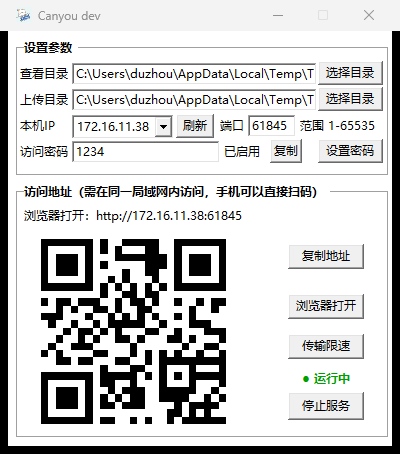 Canyou dev
设置参数
查看目录 C:\Users\duzhou\AppData\Local\Temp\T 选择目录
上传目录 C:\Users\duzhou\AppData\Local\Temp\T 选择目录
本机IP 172.16.11.38 刷新 端口 61845 范围 1-65535
访问密码 1234 已启用 复制 设置密码
访问地址（需在同一局域网内访问，手机可以直接扫码）
浏览器打开：http://172.16.11.38:61845
复制地址
浏览器打开
传输限速
● 运行中
停止服务